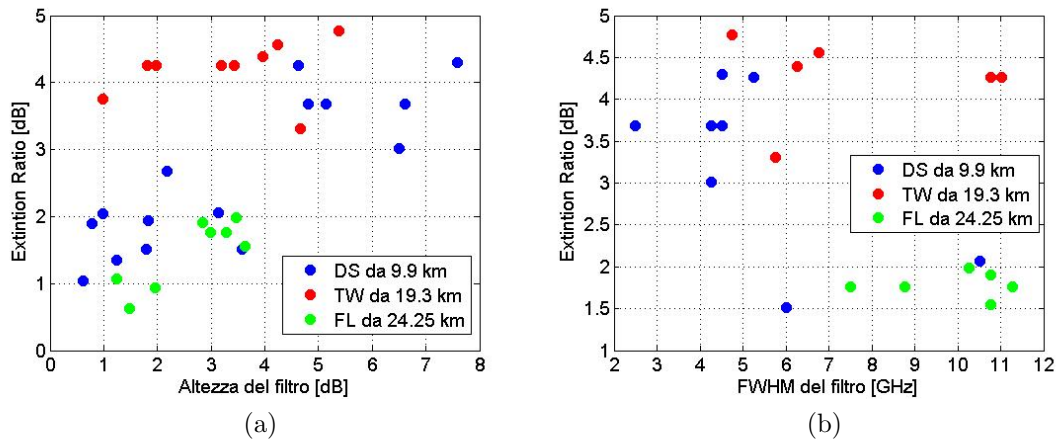 5
4
3
2
1
0
Extintion Ratio [dB]
0 1 2 3 4 5 6 7 8
Altezza del filtro [dB]
DS da 9.9 km
TW da 19.3 km
FL da 24.25 km
(a)
5
4.5
4
3.5
3
2.5
2
1.5
1
Extintion Ratio [dB]
2 3 4 5 6 7 8 9 10 11 12
FWHM del filtro [GHz]
DS da 9.9 km
TW da 19.3 km
FL da 24.25 km
(b)